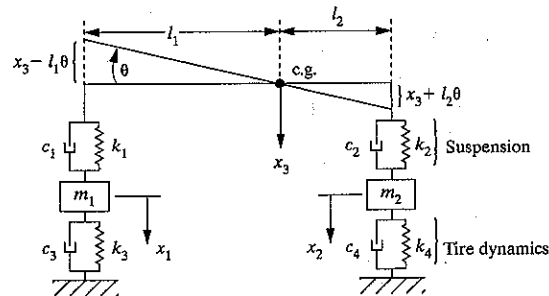 l₁
l₂
x₃ − l₁θ
θ
c.g.
x₃ + l₂θ
x₃
c₁
k₁
c₂
k₂
Suspension
m₁
m₂
x₁
x₂
c₃
k₃
c₄
k₄
Tire dynamics